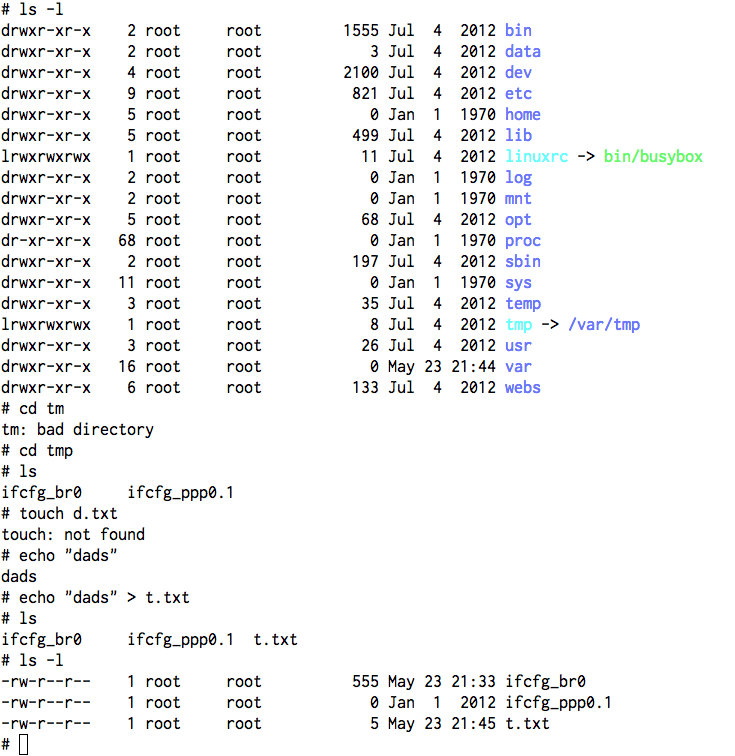 # ls -l
drwxr-xr-x    2 root     root         1555 Jul  4  2012 bin
drwxr-xr-x    2 root     root            3 Jul  4  2012 data
drwxr-xr-x    4 root     root         2100 Jul  4  2012 dev
drwxr-xr-x    9 root     root          821 Jul  4  2012 etc
drwxr-xr-x    5 root     root            0 Jan  1  1970 home
drwxr-xr-x    5 root     root          499 Jul  4  2012 lib
lrwxrwxrwx    1 root     root           11 Jul  4  2012 linuxrc -> bin/busybox
drwxr-xr-x    2 root     root            0 Jan  1  1970 log
drwxr-xr-x    2 root     root            0 Jan  1  1970 mnt
drwxr-xr-x    5 root     root           68 Jul  4  2012 opt
dr-xr-xr-x   68 root     root            0 Jan  1  1970 proc
drwxr-xr-x    2 root     root          197 Jul  4  2012 sbin
drwxr-xr-x   11 root     root            0 Jan  1  1970 sys
drwxr-xr-x    3 root     root           35 Jul  4  2012 temp
lrwxrwxrwx    1 root     root            8 Jul  4  2012 tmp -> /var/tmp
drwxr-xr-x    3 root     root           26 Jul  4  2012 usr
drwxr-xr-x   16 root     root            0 May 23 21:44 var
drwxr-xr-x    6 root     root          133 Jul  4  2012 webs
# cd tm
tm: bad directory
# cd tmp
# ls
ifcfg_br0     ifcfg_ppp0.1
# touch d.txt
touch: not found
# echo "dads"
dads
# echo "dads" > t.txt
# ls
ifcfg_br0     ifcfg_ppp0.1  t.txt
# ls -l
-rw-r--r--    1 root     root          555 May 23 21:33 ifcfg_br0
-rw-r--r--    1 root     root            0 Jan  1  2012 ifcfg_ppp0.1
-rw-r--r--    1 root     root            5 May 23 21:45 t.txt
#